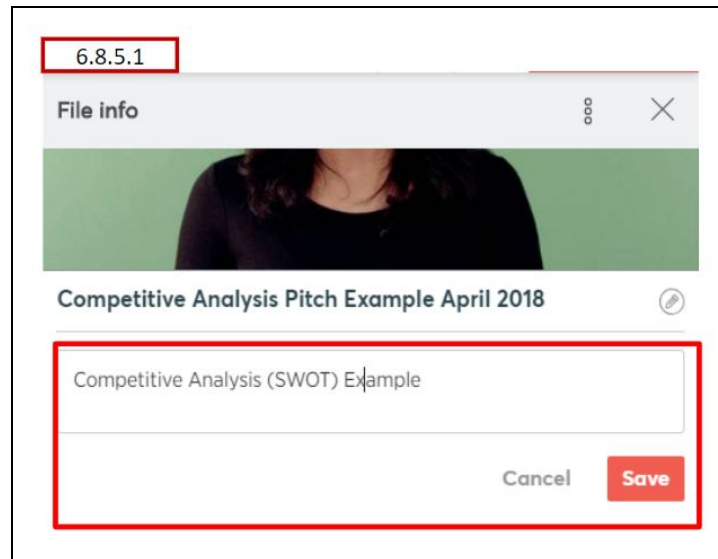 6.8.5.1
File info
Competitive Analysis Pitch Example April 2018
Competitive Analysis (SWOT) Example
Cancel Save